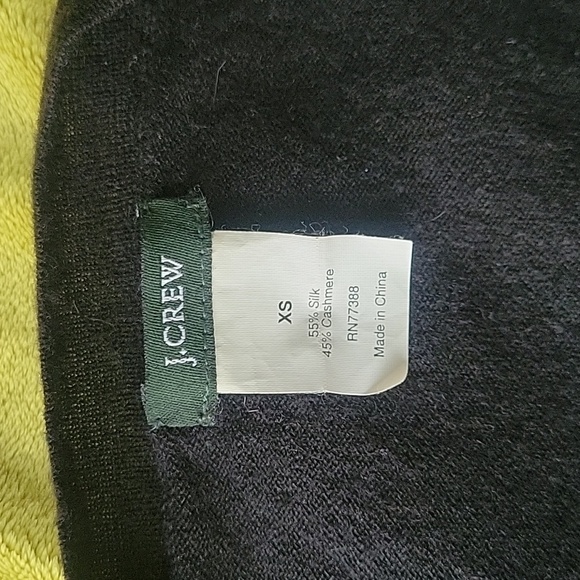 J.CREW
XS
55% Silk
45% Cashmere
RN77388
Made in China